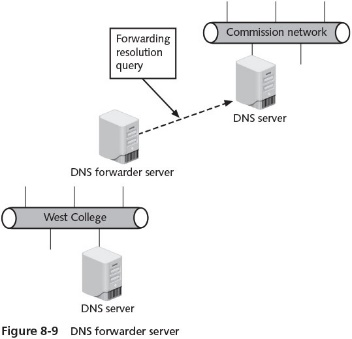 Commission network
Forwarding
resolution
query
DNS server
DNS forwarder server
West College
DNS server
Figure 8-9 DNS forwarder server